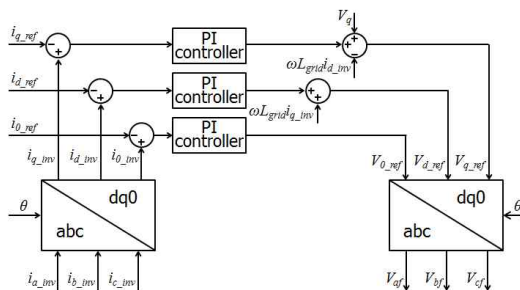 i_q_ref
PI controller
V_q
ωL_grid i_d_inv
i_d_ref
PI controller
ωL_grid i_q_inv
i_0_ref
PI controller
i_q_inv
i_d_inv
i_0_inv
V_0_ref
V_d_ref
V_q_ref
θ
dq0
abc
dq0
abc
θ
i_a_inv
i_b_inv
i_c_inv
V_af
V_bf
V_cf